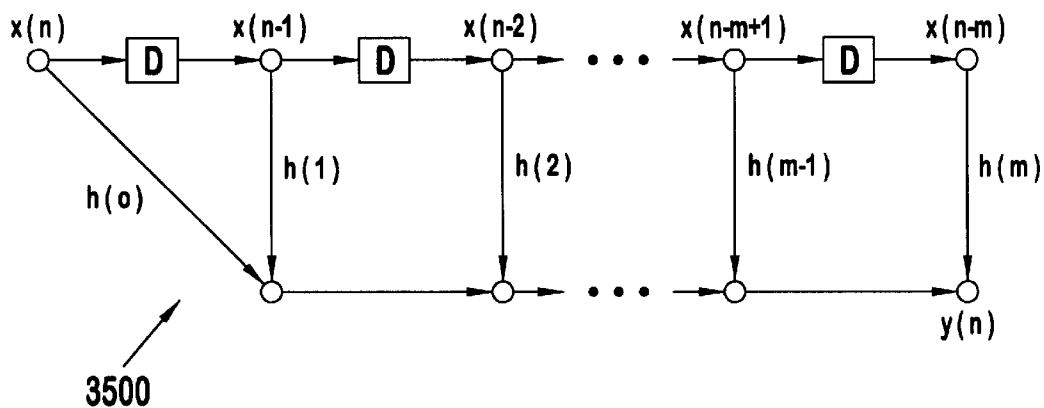 x(n) x(n-1) x(n-2) x(n-m+1) x(n-m)
D D • • • D
h(o) h(1) h(2) h(m-1) h(m)
• • •
y(n)
3500